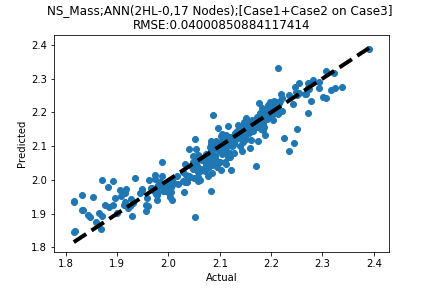 NS_Mass;ANN(2HL-0,17 Nodes);[Case1+Case2 on Case3]
RMSE:0.04000850884117414
2.4
2.3
2.2
2.1
2.0
1.9
1.8
Predicted
1.8 1.9 2.0 2.1 2.2 2.3 2.4
Actual